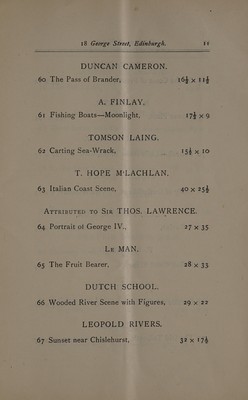 18 George Street, Edinburgh.
DUNCAN CAMERON.
60 The Pass of Brander, 16½ x 11½
A. FINLAY.
61 Fishing Boats—Moonlight, 17½ x 9
TOMSON LAING.
62 Carting Sea-Wrack, 15½ x 10
T. HOPE M‘LACHLAN.
63 Italian Coast Scene, 40 x 25½
ATTRIBUTED TO SIR THOS. LAWRENCE.
64 Portrait of George IV., 27 x 35
LE MAN.
65 The Fruit Bearer, 28 x 33
DUTCH SCHOOL.
66 Wooded River Scene with Figures, 29 x 22
LEOPOLD RIVERS.
67 Sunset near Chislehurst, 32 x 17½